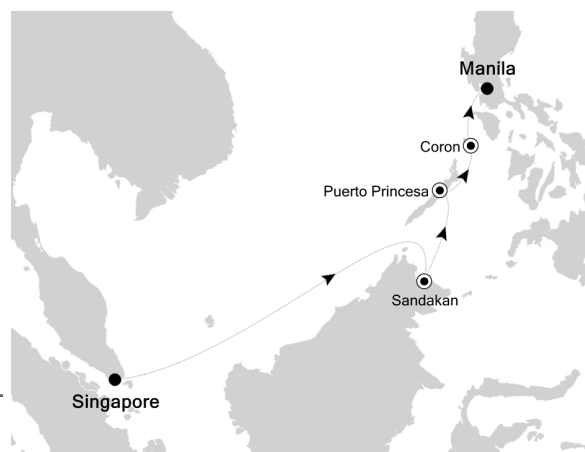 Manila
Coron
Puerto Princesa
Sandakan
Singapore